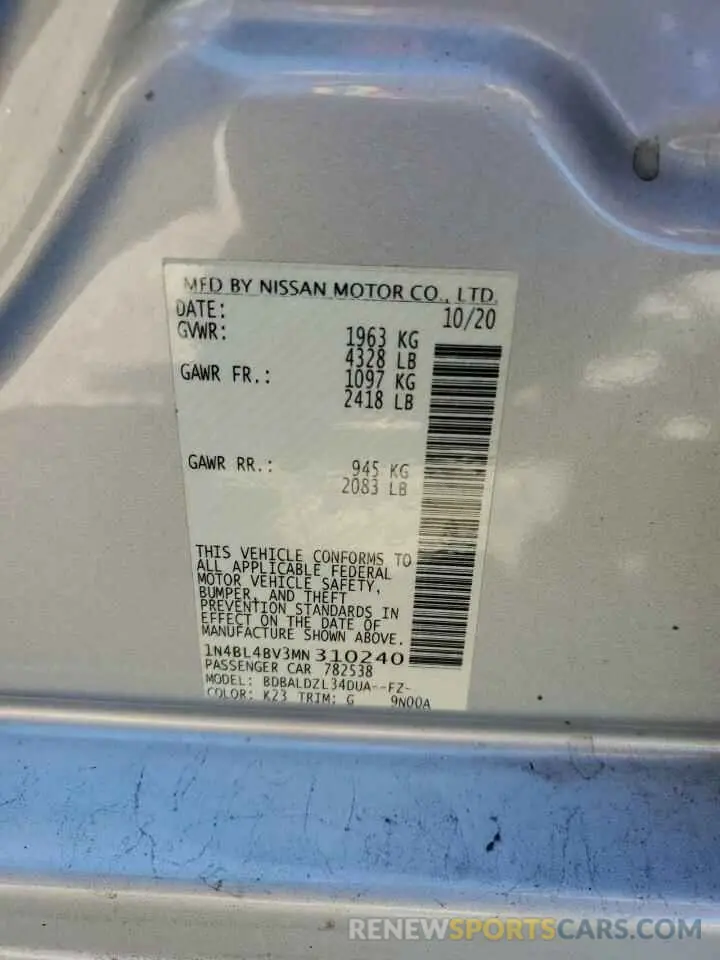 MFD BY NISSAN MOTOR CO., LTD.
DATE: 10/20
GVWR: 1963 KG
4328 LB
GAWR FR.: 1097 KG
2418 LB
GAWR RR.: 945 KG
2083 LB
THIS VEHICLE CONFORMS TO
ALL APPLICABLE FEDERAL
MOTOR VEHICLE SAFETY,
BUMPER, AND THEFT
PREVENTION STANDARDS IN
EFFECT ON THE DATE OF
MANUFACTURE SHOWN ABOVE.
1N4BL4BV3MN310240
PASSENGER CAR 782538
MODEL: BDBALDZL34DUA--FZ-
COLOR: K23 TRIM: G 9N00A
RENEWSPORTSCARS.COM